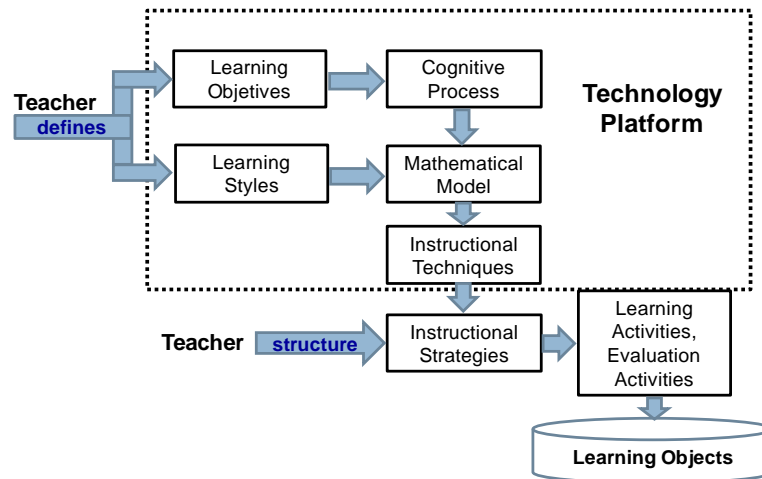 Learning
Objetives
Cognitive
Process
Technology
Platform
Teacher
defines
Learning
Styles
Mathematical
Model
Instructional
Techniques
Teacher
structure
Instructional
Strategies
Learning
Activities,
Evaluation
Activities
Learning Objects